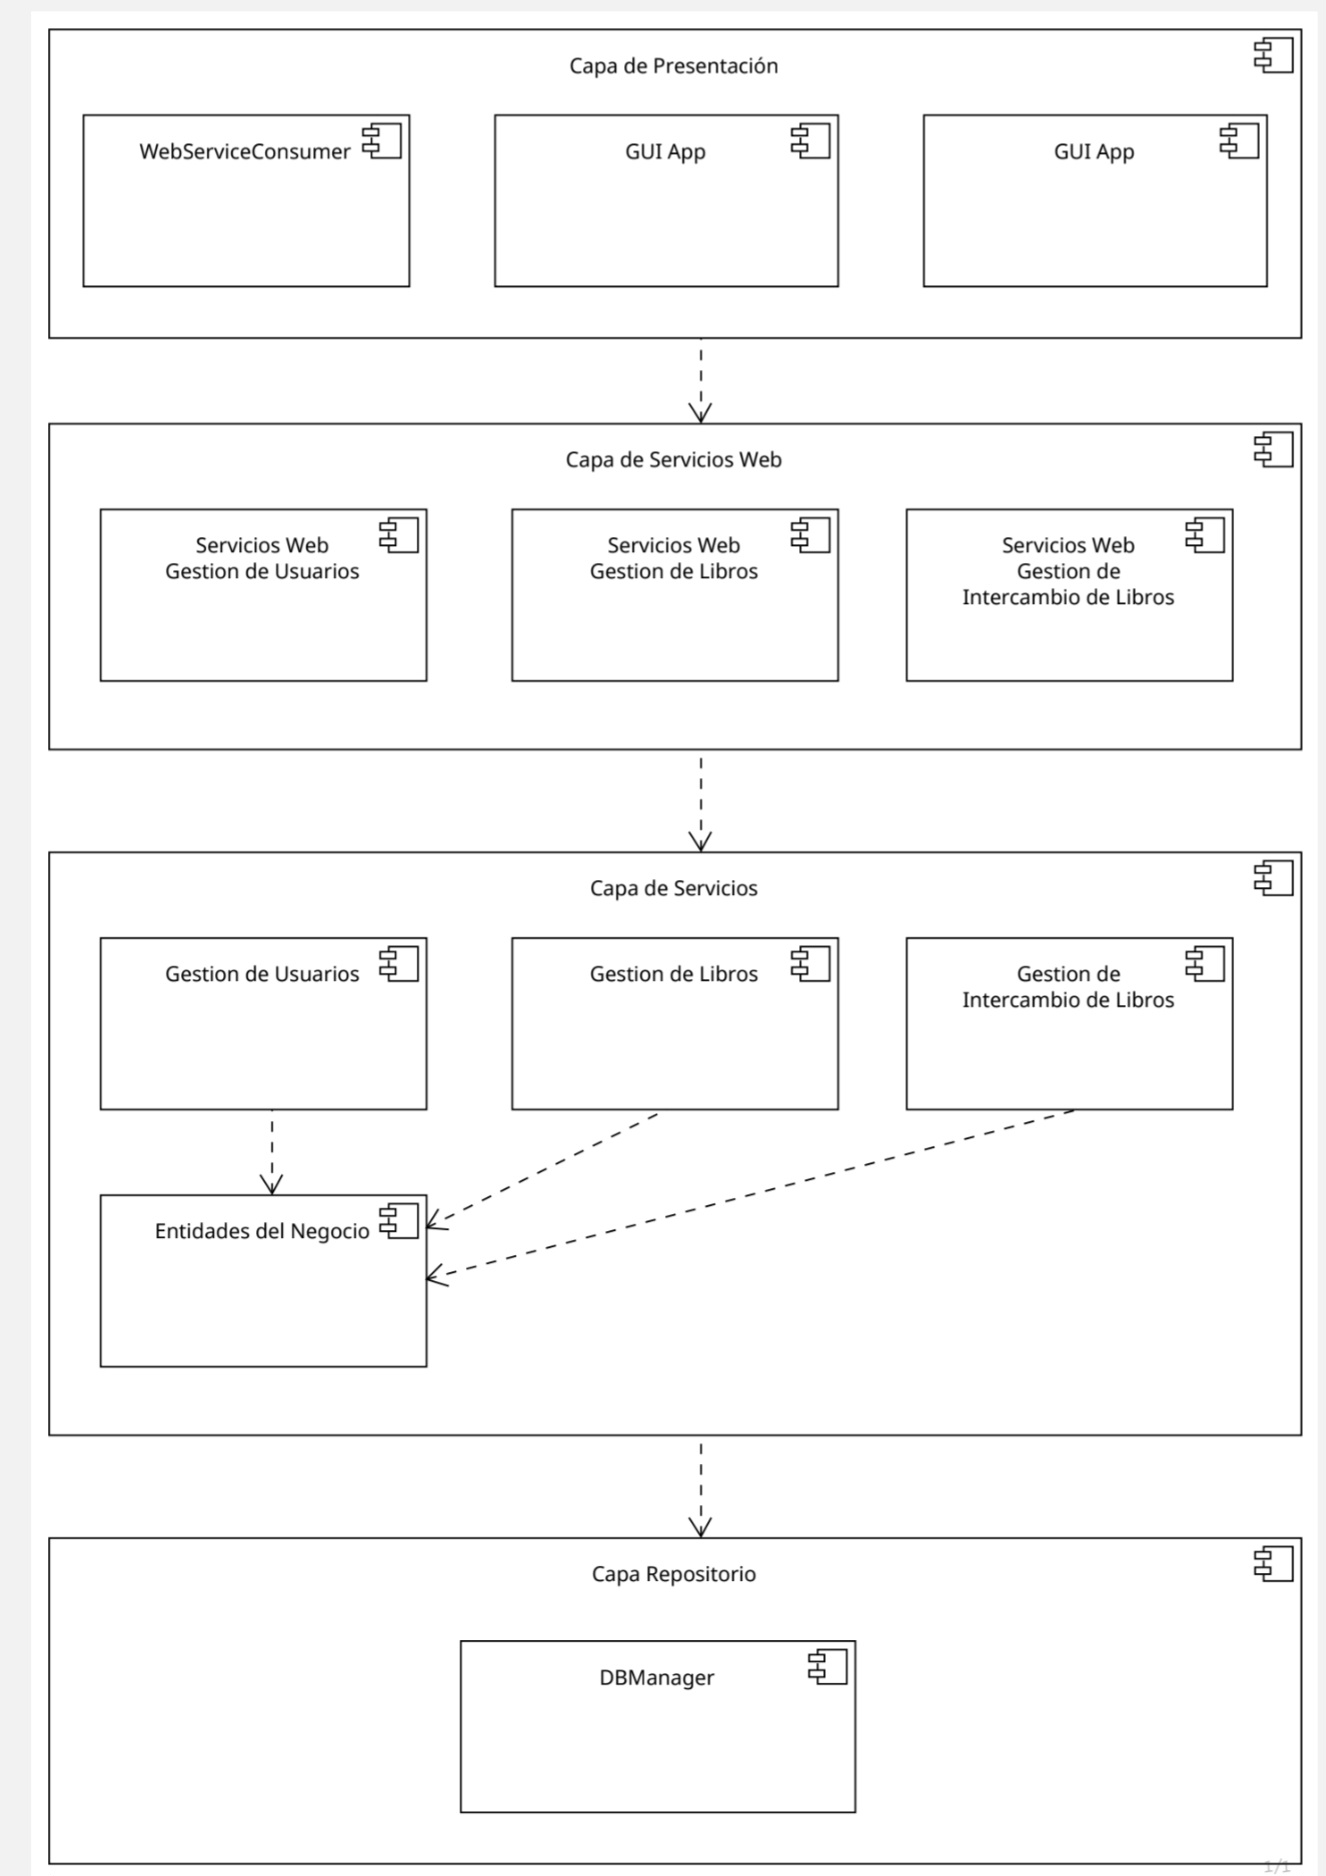 Capa de Presentación
WebServiceConsumer
GUI App
GUI App
Capa de Servicios Web
Servicios Web
Gestion de Usuarios
Servicios Web
Gestion de Libros
Servicios Web
Gestion de
Intercambio de Libros
Capa de Servicios
Gestion de Usuarios
Gestion de Libros
Gestion de
Intercambio de Libros
Entidades del Negocio
Capa Repositorio
DBManager
1/1